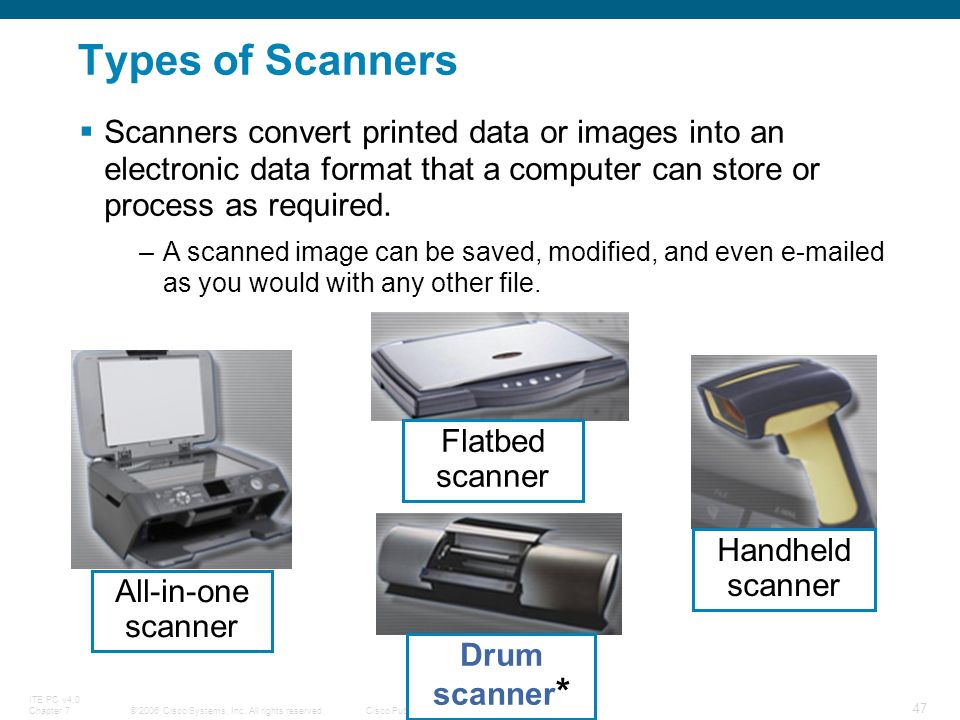 Types of Scanners
▪ Scanners convert printed data or images into an
electronic data format that a computer can store or
process as required.
– A scanned image can be saved, modified, and even e-mailed
as you would with any other file.
Flatbed
scanner
Handheld
scanner
All-in-one
scanner
Drum
scanner*
ITE PC v4.0
Chapter 7
© 2006 Cisco Systems, Inc. All rights reserved.
Cisco
47